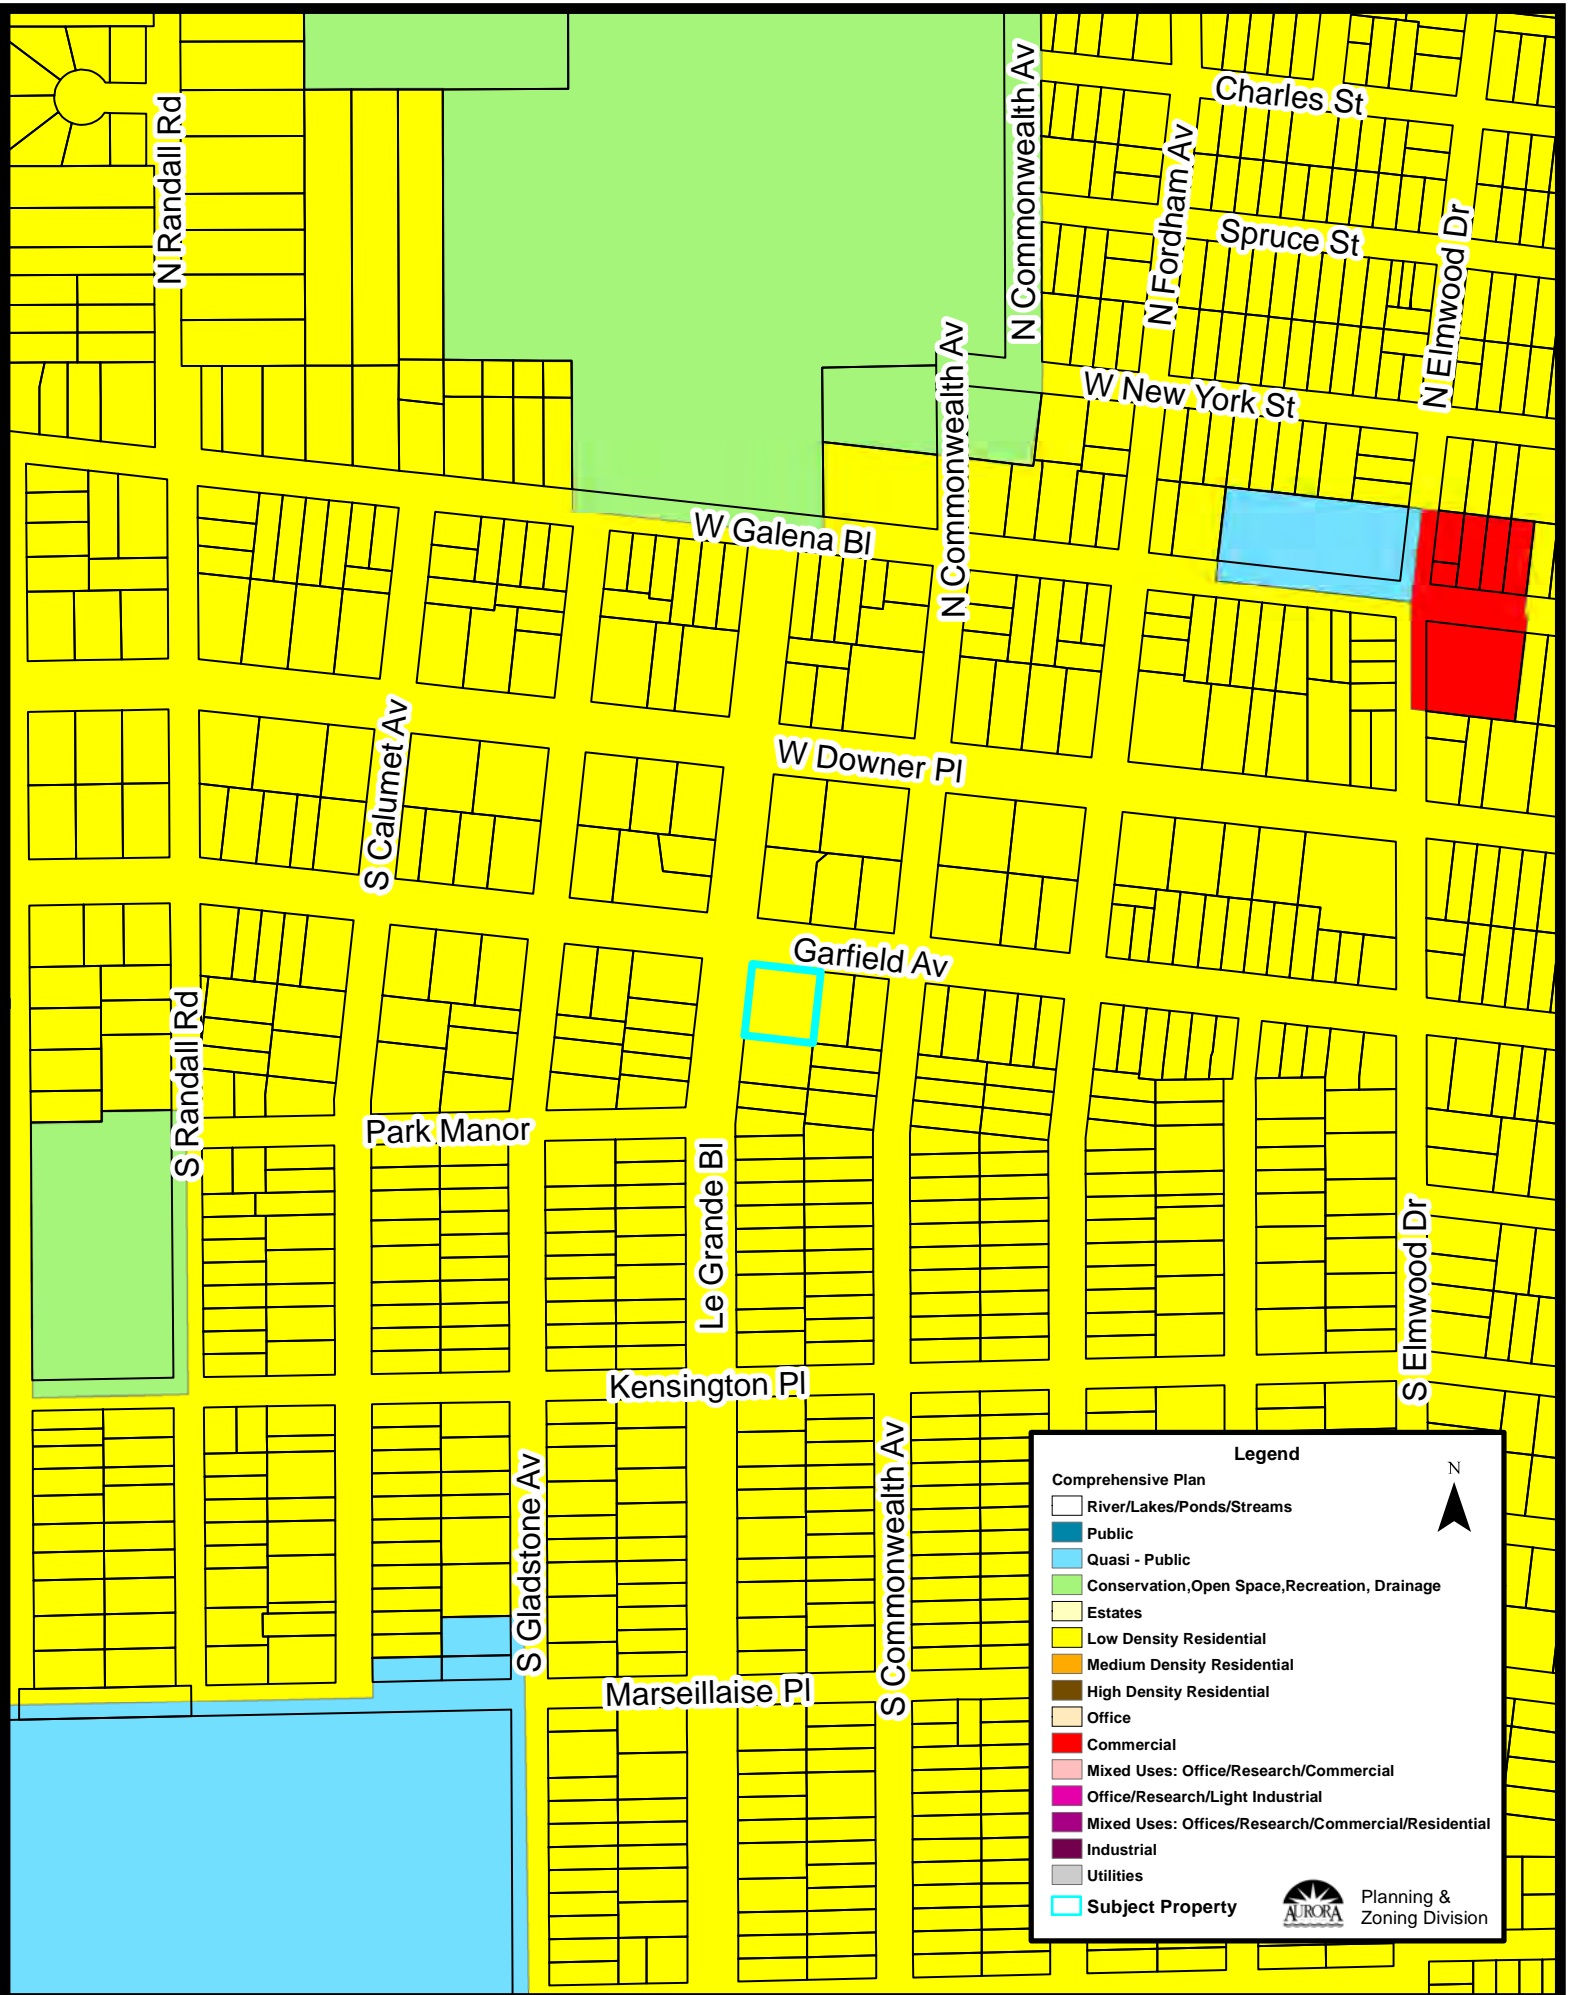 Charles St
N Commonwealth Av
N Randall Rd
N Fordham Av
Spruce St
N Elmwood Dr
N Commonwealth Av
W New York St
W Galena Bl
S Calumet Av
W Downer Pl
Garfield Av
S Randall Rd
Park Manor
Le Grande Bl
S Elmwood Dr
Kensington Pl
S Gladstone Av
S Commonwealth Av
Marseillaise Pl
Legend
N
Comprehensive Plan
River/Lakes/Ponds/Streams
Public
Quasi - Public
Conservation,Open Space,Recreation, Drainage
Estates
Low Density Residential
Medium Density Residential
High Density Residential
Office
Commercial
Mixed Uses: Office/Research/Commercial
Office/Research/Light Industrial
Mixed Uses: Offices/Research/Commercial/Residential
Industrial
Utilities
Subject Property
AURORA
Planning &
Zoning Division